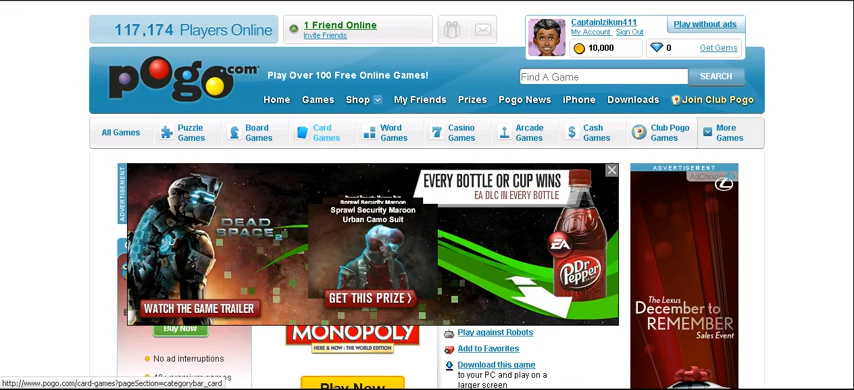 117,174 Players Online
1 Friend Online
Invite Friends
CaptainIzikun411
My Account Sign Out
Play without ads
10,000
0
Get Gems
pogo.com™
Play Over 100 Free Online Games!
Find A Game
SEARCH
Home Games Shop My Friends Prizes Pogo News iPhone Downloads Join Club Pogo
All Games
Puzzle
Games
Board
Games
Card
Games
Word
Games
Casino
Games
Arcade
Games
Cash
Games
Club Pogo
Games
More
Games
ADVERTISEMENT
DEAD
SPACE 2
WATCH THE GAME TRAILER
Sprawl Security Maroon
Sprawl Security Maroon
Urban Camo Suit
GET THIS PRIZE
EVERY BOTTLE OR CUP WINS
EA DLC IN EVERY BOTTLE
EA
Dr
Pepper
ADVERTISEMENT
AdChoices
The Lexus
December to
REMEMBER
Sales Event
Buy Now
No ad interruptions
MONOPOLY
HERE & NOW: THE WORLD EDITION
Play Now
Play against Robots
Add to Favorites
Download this game
to your PC and play on a
larger screen
http://www.pogo.com/card-games?pageSection=categorybar_card